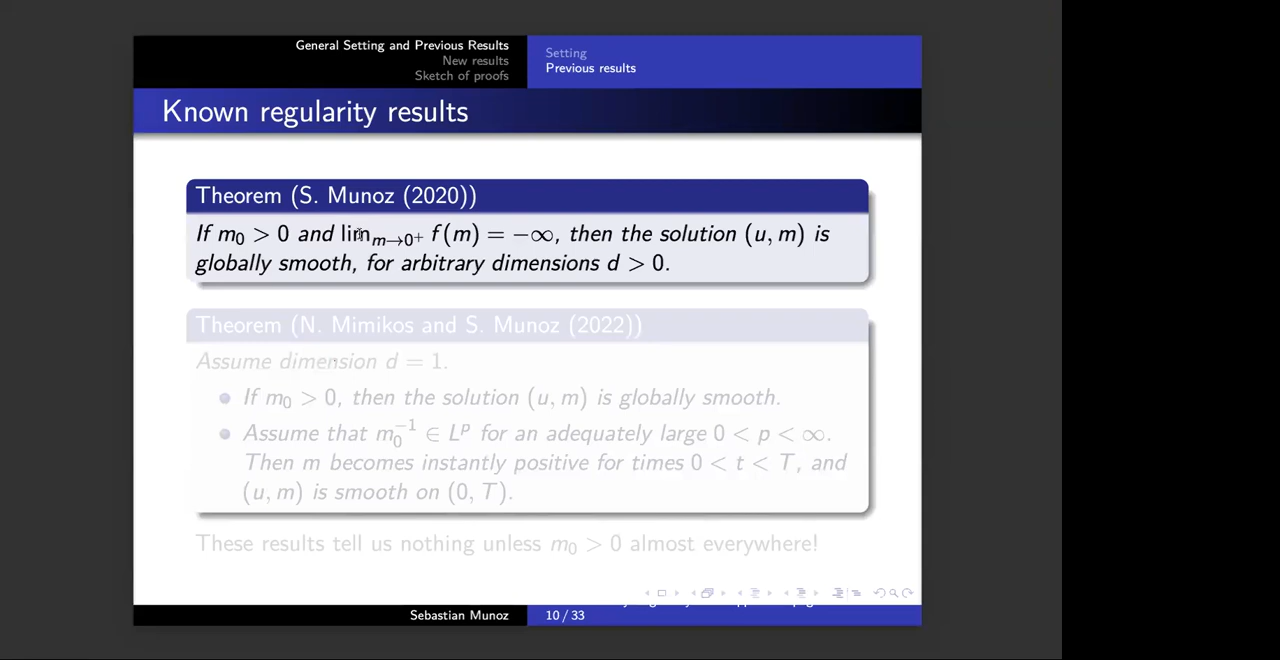 General Setting and Previous Results
New results
Sketch of proofs
Setting
Previous results
Known regularity results
Theorem (S. Munoz (2020))
If m₀ > 0 and lim_{m→0⁺} f(m) = −∞, then the solution (u, m) is
globally smooth, for arbitrary dimensions d > 0.
Theorem (N. Mimikos and S. Munoz (2022))
Assume dimension d = 1.
If m₀ > 0, then the solution (u, m) is globally smooth.
Assume that m₀⁻¹ ∈ Lᵖ for an adequately large 0 < p < ∞.
Then m becomes instantly positive for times 0 < t < T, and
(u, m) is smooth on (0, T).
These results tell us nothing unless m₀ > 0 almost everywhere!
Sebastian Munoz
10 / 33